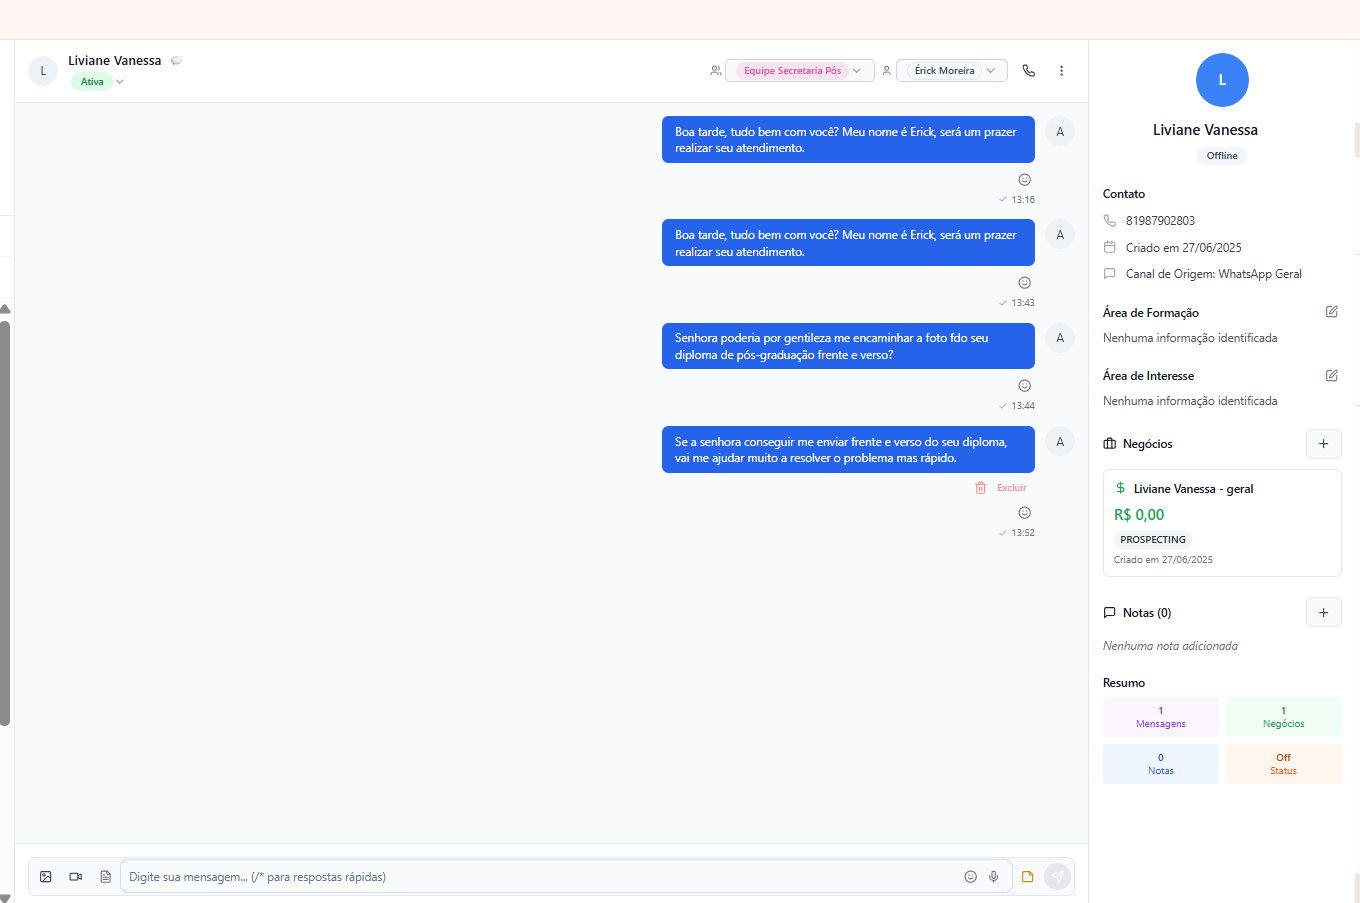 L
Liviane Vanessa
Ativa
Equipe Secretaria Pós
Érick Moreira
Boa tarde, tudo bem com você? Meu nome é Erick, será um prazer
realizar seu atendimento.
A
13:16
Boa tarde, tudo bem com você? Meu nome é Erick, será um prazer
realizar seu atendimento.
A
13:43
Senhora poderia por gentileza me encaminhar a foto fdo seu
diploma de pós-graduação frente e verso?
A
13:44
Se a senhora conseguir me enviar frente e verso do seu diploma,
vai me ajudar muito a resolver o problema mas rápido.
A
Excluir
13:52
Digite sua mensagem... (/* para respostas rápidas)
L
Liviane Vanessa
Offline
Contato
81987902803
Criado em 27/06/2025
Canal de Origem: WhatsApp Geral
Área de Formação
Nenhuma informação identificada
Área de Interesse
Nenhuma informação identificada
Negócios
+
$ Liviane Vanessa - geral
R$ 0,00
PROSPECTING
Criado em 27/06/2025
Notas (0)
+
Nenhuma nota adicionada
Resumo
1
Mensagens
1
Negócios
0
Notas
Off
Status